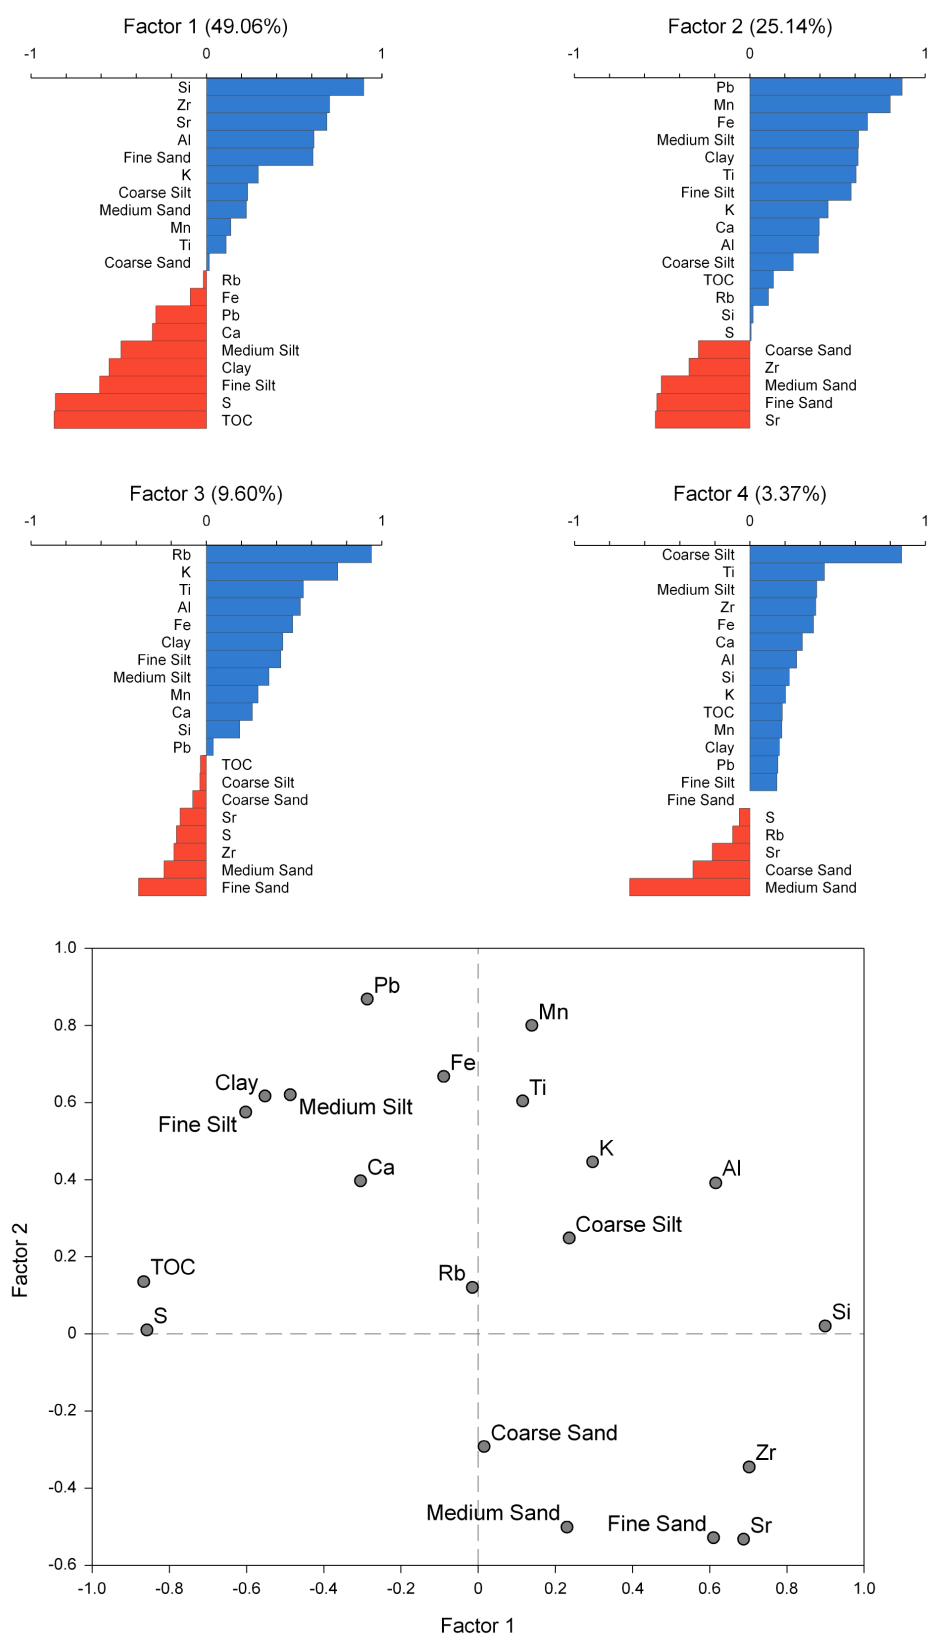 Factor 1 (49.06%)
-1 0 1
Si
Zr
Sr
Al
Fine Sand
K
Coarse Silt
Medium Sand
Mn
Ti
Coarse Sand
Rb
Fe
Pb
Ca
Medium Silt
Clay
Fine Silt
S
TOC
Factor 2 (25.14%)
-1 0 1
Pb
Mn
Fe
Medium Silt
Clay
Ti
Fine Silt
K
Ca
Al
Coarse Silt
TOC
Rb
Si
S
Coarse Sand
Zr
Medium Sand
Fine Sand
Sr
Factor 3 (9.60%)
-1 0 1
Rb
K
Ti
Al
Fe
Clay
Fine Silt
Medium Silt
Mn
Ca
Si
Pb
TOC
Coarse Silt
Coarse Sand
Sr
S
Zr
Medium Sand
Fine Sand
Factor 4 (3.37%)
-1 0 1
Coarse Silt
Ti
Medium Silt
Zr
Fe
Ca
Al
Si
K
TOC
Mn
Clay
Pb
Fine Silt
Fine Sand
S
Rb
Sr
Coarse Sand
Medium Sand
1.0
0.8
0.6
0.4
0.2
0
-0.2
-0.4
-0.6
Factor 2
Pb
Mn
Fe
Clay
Ti
Medium Silt
Fine Silt
K
Ca
Al
Coarse Silt
TOC
Rb
S
Si
Coarse Sand
Zr
Medium Sand
Fine Sand
Sr
-1.0 -0.8 -0.6 -0.4 -0.2 0 0.2 0.4 0.6 0.8 1.0
Factor 1